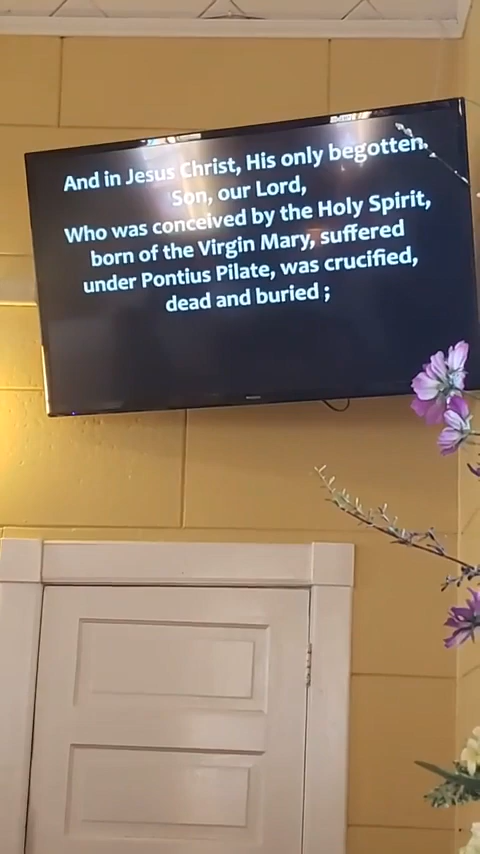 And in Jesus Christ, His only begotten
Son, our Lord,
Who was conceived by the Holy Spirit,
born of the Virgin Mary, suffered
under Pontius Pilate, was crucified,
dead and buried ;